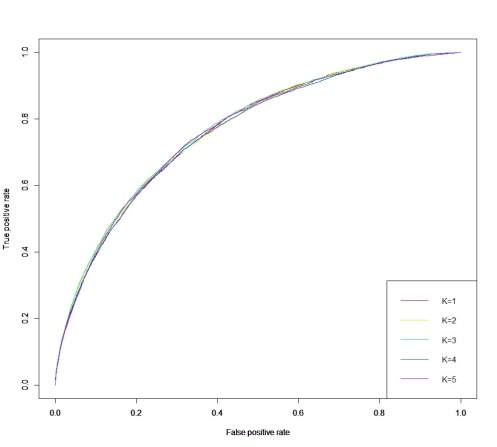 1.0
0.8
0.6
0.4
0.2
0.0
True positive rate
K=1
K=2
K=3
K=4
K=5
0.0 0.2 0.4 0.6 0.8 1.0
False positive rate